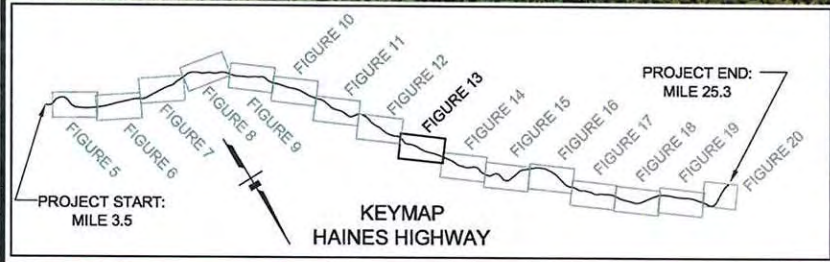 FIGURE 5
FIGURE 6
FIGURE 7
FIGURE 8
FIGURE 9
FIGURE 10
FIGURE 11
FIGURE 12
FIGURE 13
FIGURE 14
FIGURE 15
FIGURE 16
FIGURE 17
FIGURE 18
FIGURE 19
FIGURE 20
PROJECT END:
MILE 25.3
PROJECT START:
MILE 3.5
KEYMAP
HAINES HIGHWAY